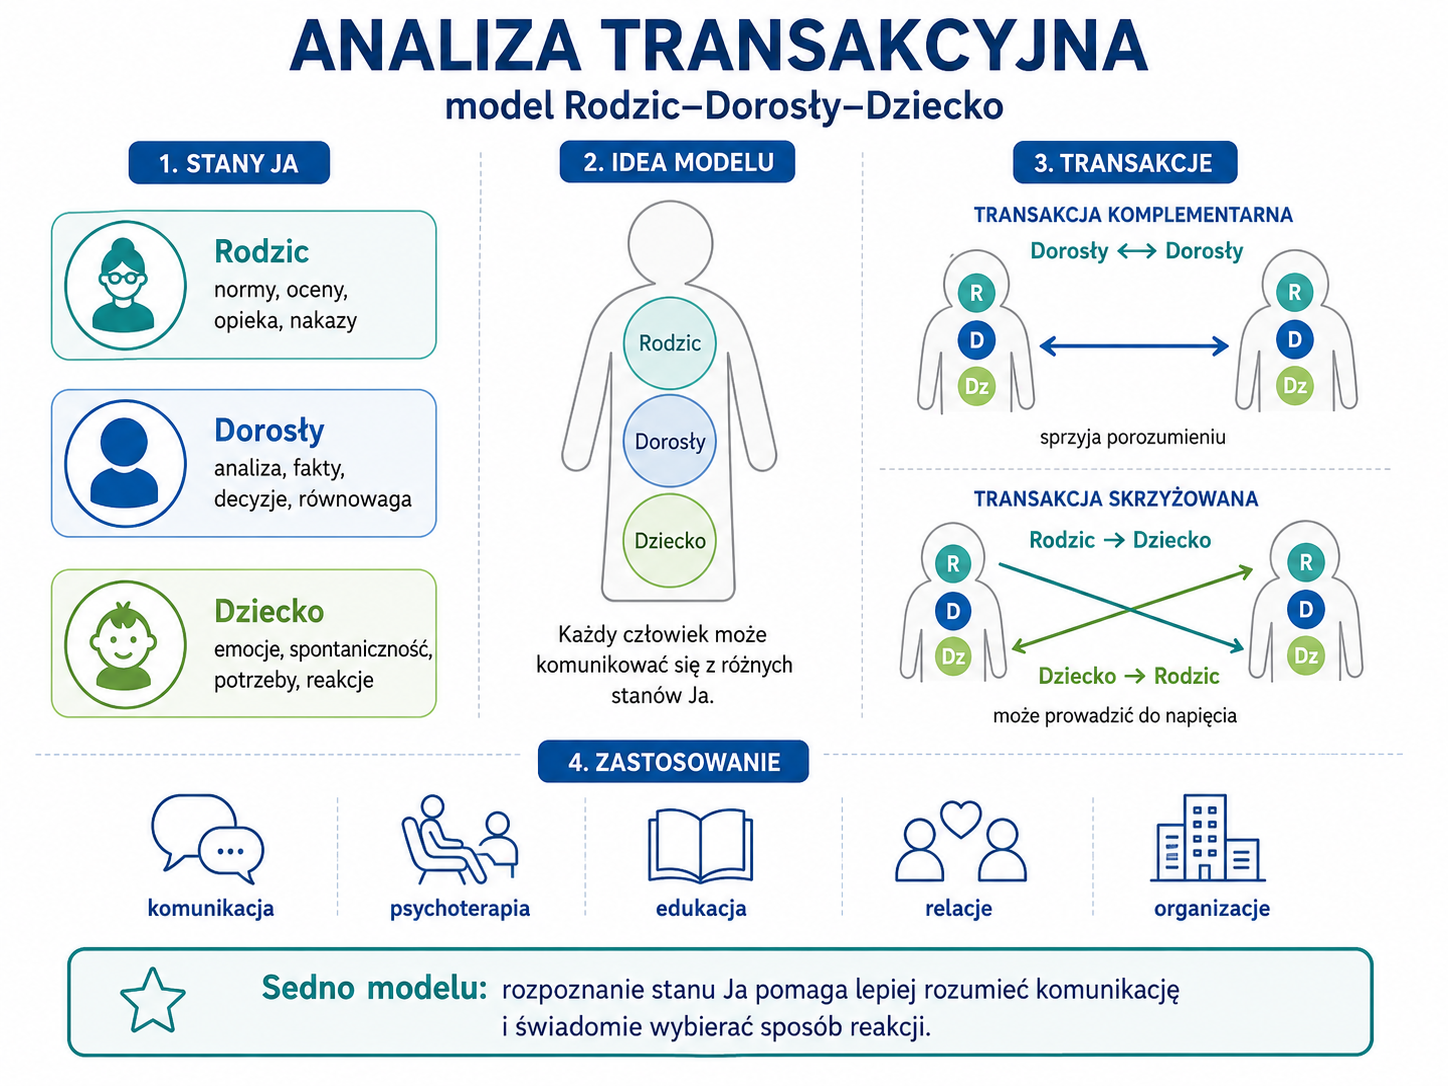 ANALIZA TRANSAKCYJNA
model Rodzic–Dorosły–Dziecko
1. STANY JA
Rodzic
normy, oceny,
opieka, nakazy
Dorosły
analiza, fakty,
decyzje, równowaga
Dziecko
emocje, spontaniczność,
potrzeby, reakcje
2. IDEA MODELU
Rodzic
Dorosły
Dziecko
Każdy człowiek może
komunikować się z różnych
stanów Ja.
3. TRANSAKCJE
TRANSAKCJA KOMPLEMENTARNA
Dorosły ↔ Dorosły
R
D
Dz
R
D
Dz
sprzyja porozumieniu
TRANSAKCJA SKRZYŻOWANA
Rodzic → Dziecko
R
D
Dz
R
D
Dz
Dziecko → Rodzic
może prowadzić do napięcia
4. ZASTOSOWANIE
komunikacja
psychoterapia
edukacja
relacje
organizacje
Sedno modelu: rozpoznanie stanu Ja pomaga lepiej rozumieć komunikację
i świadomie wybierać sposób reakcji.